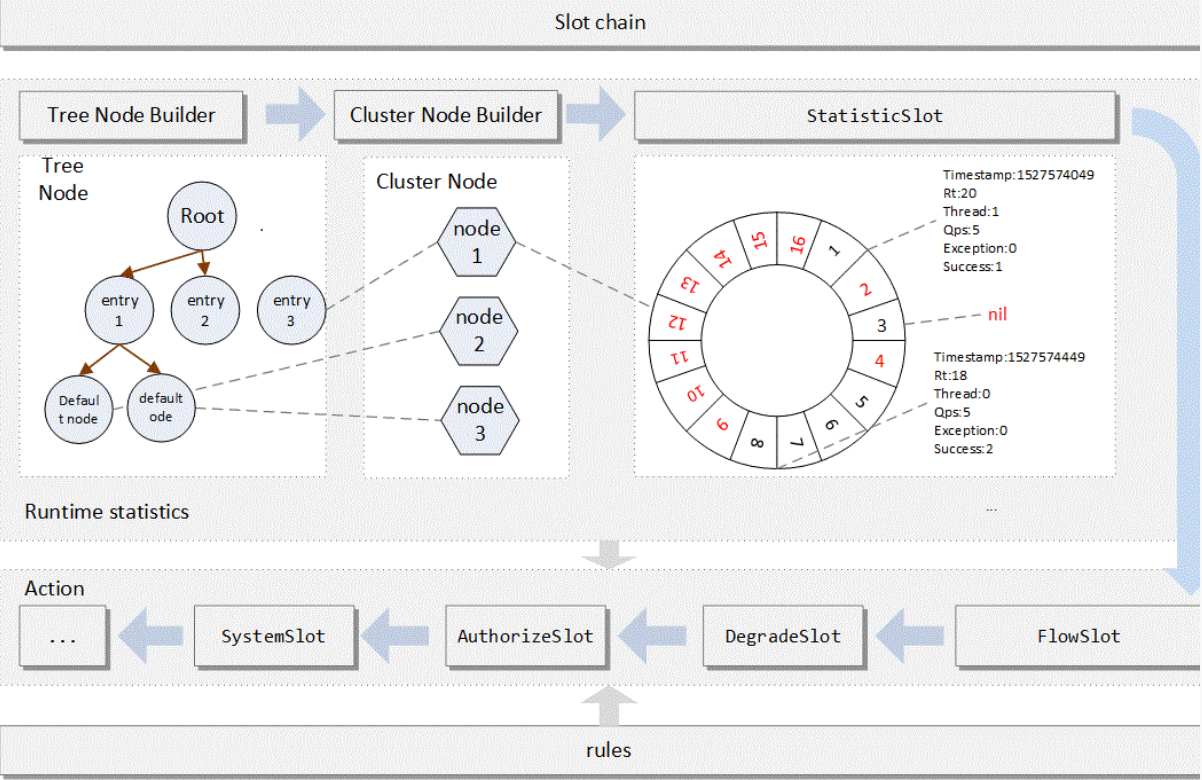 Slot chain
Tree Node Builder
Cluster Node Builder
StatisticSlot
Tree
Node
Root
entry
1
entry
2
entry
3
Defaul
t node
default
ode
Cluster Node
node
1
node
2
node
3
1
2
3
4
5
6
7
8
9
10
11
12
13
14
15
16
Timestamp:1527574049
Rt:20
Thread:1
Qps:5
Exception:0
Success:1
nil
Timestamp:1527574449
Rt:18
Thread:0
Qps:5
Exception:0
Success:2
...
Runtime statistics
Action
...
SystemSlot
AuthorizeSlot
DegradeSlot
FlowSlot
rules